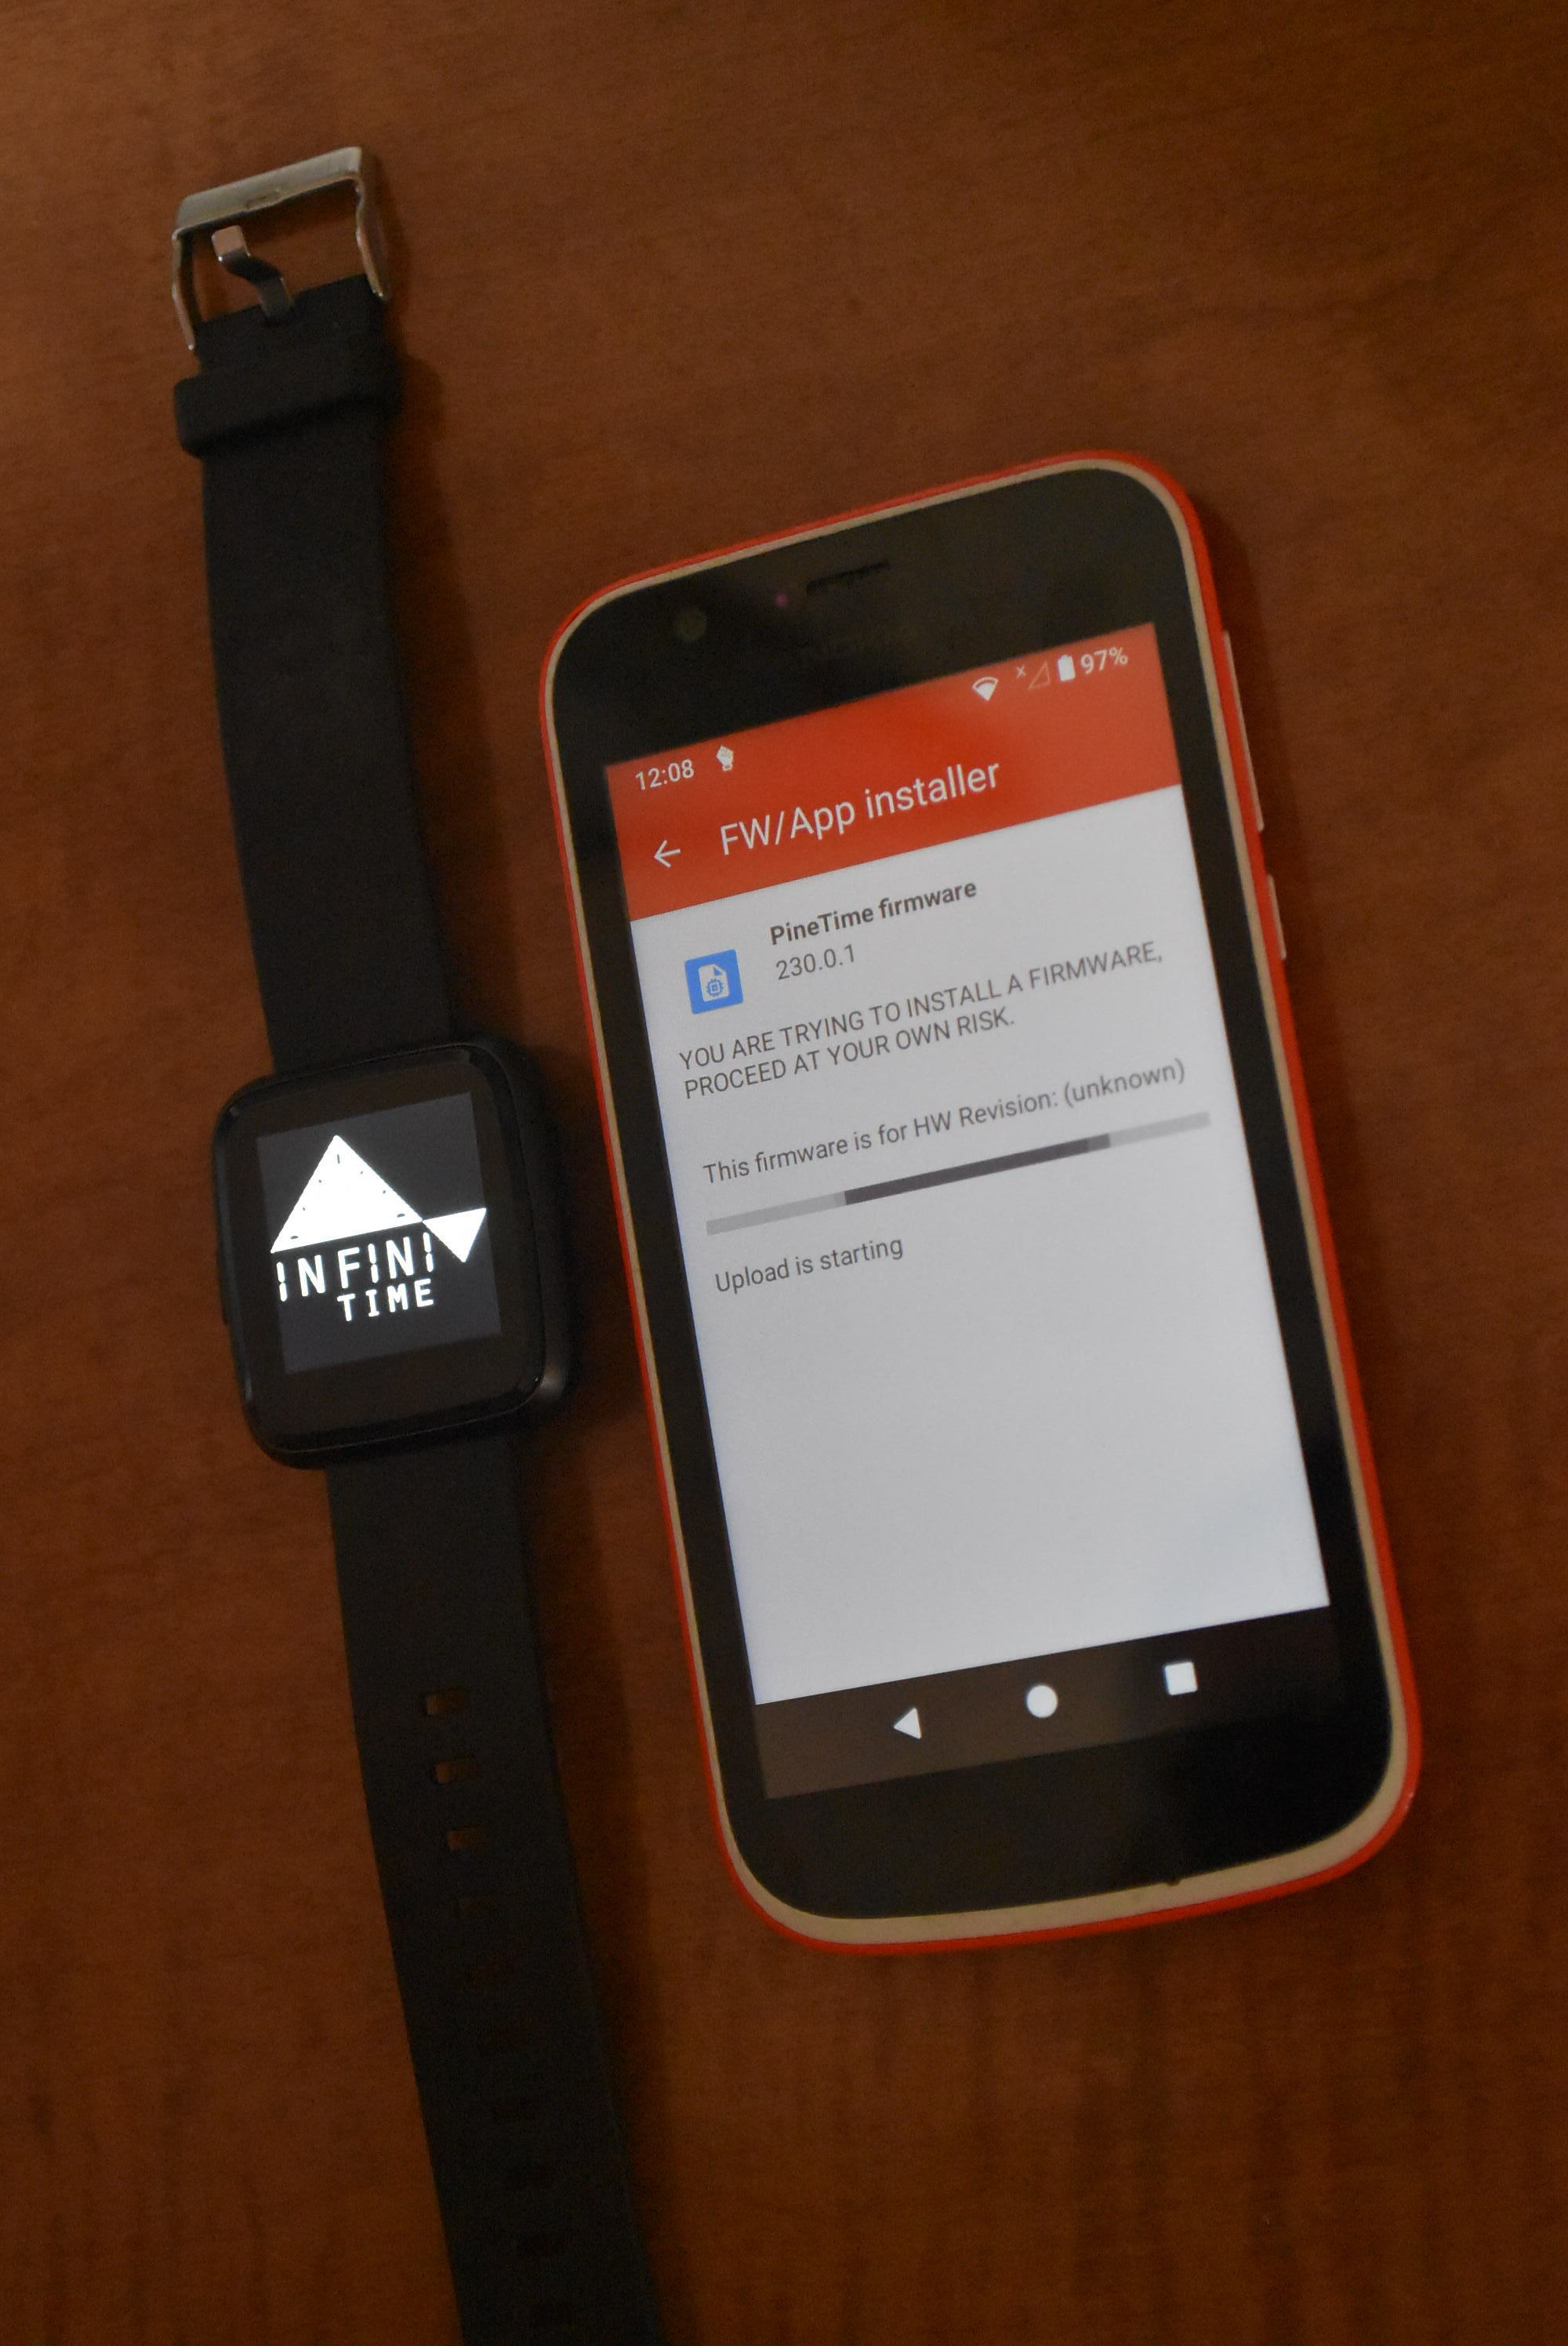 INFINI
TIME
12:08
97%
FW/App installer
PineTime firmware
230.0.1
YOU ARE TRYING TO INSTALL A FIRMWARE,
PROCEED AT YOUR OWN RISK.
This firmware is for HW Revision: (unknown)
Upload is starting